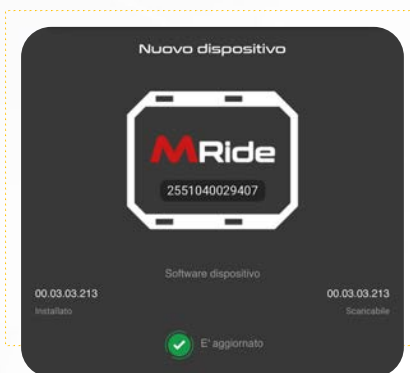 Nuovo dispositivo
MRide
2551040029407
Software dispositivo
00.03.03.213 00.03.03.213
Installato Scaricabile
E' aggiornato